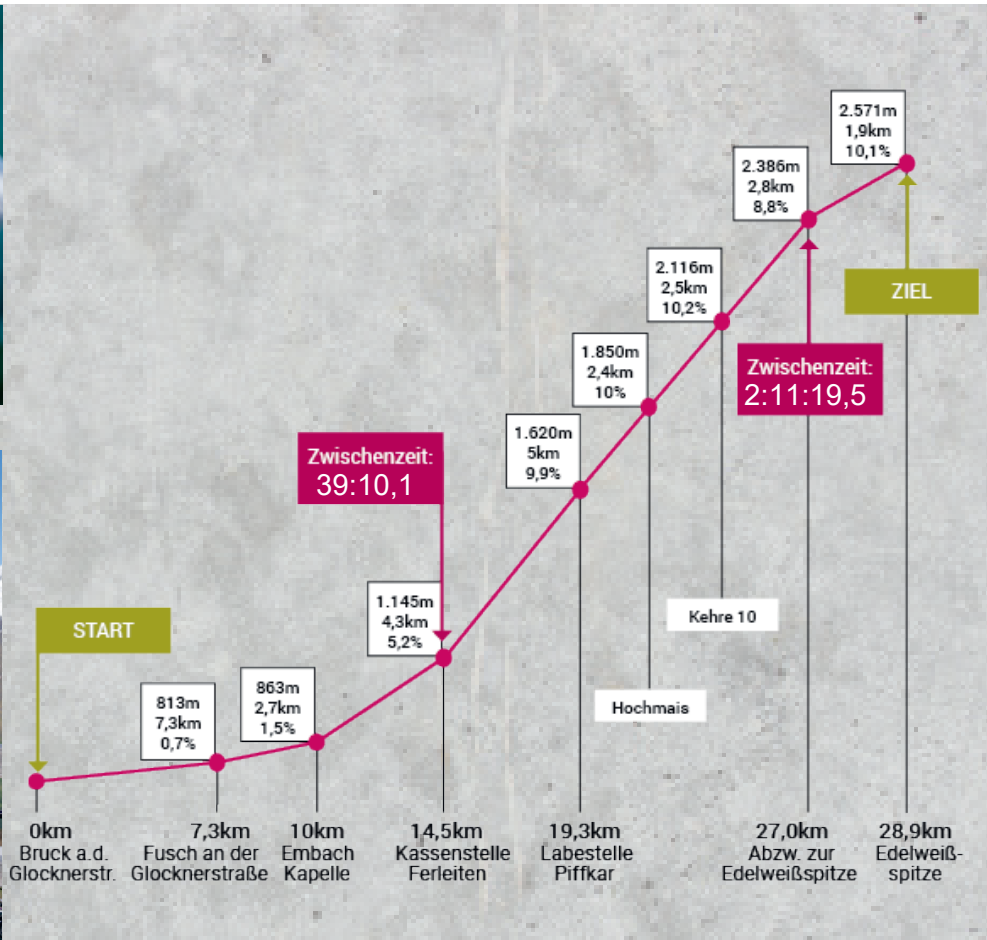 2.571m
1,9km
10,1%
2.386m
2,8km
8,8%
2.116m
2,5km
10,2%
ZIEL
1.850m
2,4km
10%
Zwischenzeit:
2:11:19,5
1.620m
5km
9,9%
Zwischenzeit:
39:10,1
1.145m
4,3km
5,2%
START
Kehre 10
863m
2,7km
1,5%
813m
7,3km
0,7%
Hochmais
0km
Bruck a.d.
Glocknerstr.
7,3km
Fusch an der
Glocknerstraße
10km
Embach
Kapelle
14,5km
Kassenstelle
Ferleiten
19,3km
Labestelle
Piffkar
27,0km
Abzw. zur
Edelweißspitze
28,9km
Edelweiß-
spitze